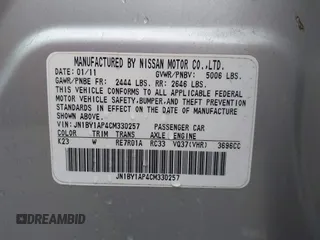 MANUFACTURED BY NISSAN MOTOR CO.,LTD.
DATE: 01/11 GVWR/PNBV: 5006 LBS.
GAWR/PNBE FR: 2444 LBS. RR: 2646 LBS.
THIS VEHICLE CONFORMS TO ALL APPLICABLE FEDERAL
MOTOR VEHICLE SAFETY,BUMPER,AND THEFT PREVENTION
STANDARDS IN EFFECT ON THE DATE OF MANUFACTURE
SHOWN ABOVE.
VIN: JN1BY1AP4CM330257 PASSENGER CAR
COLOR TRIM TRANS AXLE ENGINE
K23 W RE7R01A RC33 VQ37(VHR) 3696CC
JN1BY1AP4CM330257
DREAMBID